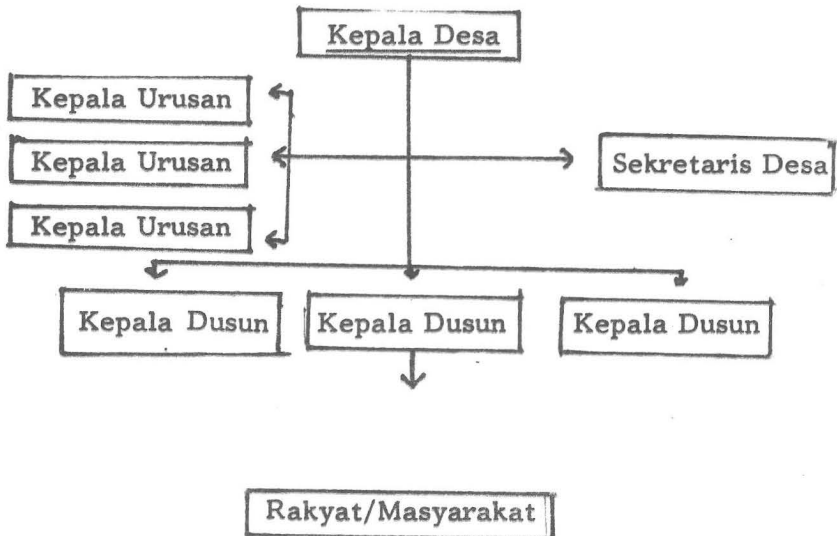 Kepala Desa
Kepala Urusan
Kepala Urusan
Sekretaris Desa
Kepala Urusan
Kepala Dusun
Kepala Dusun
Kepala Dusun
Rakyat/Masyarakat